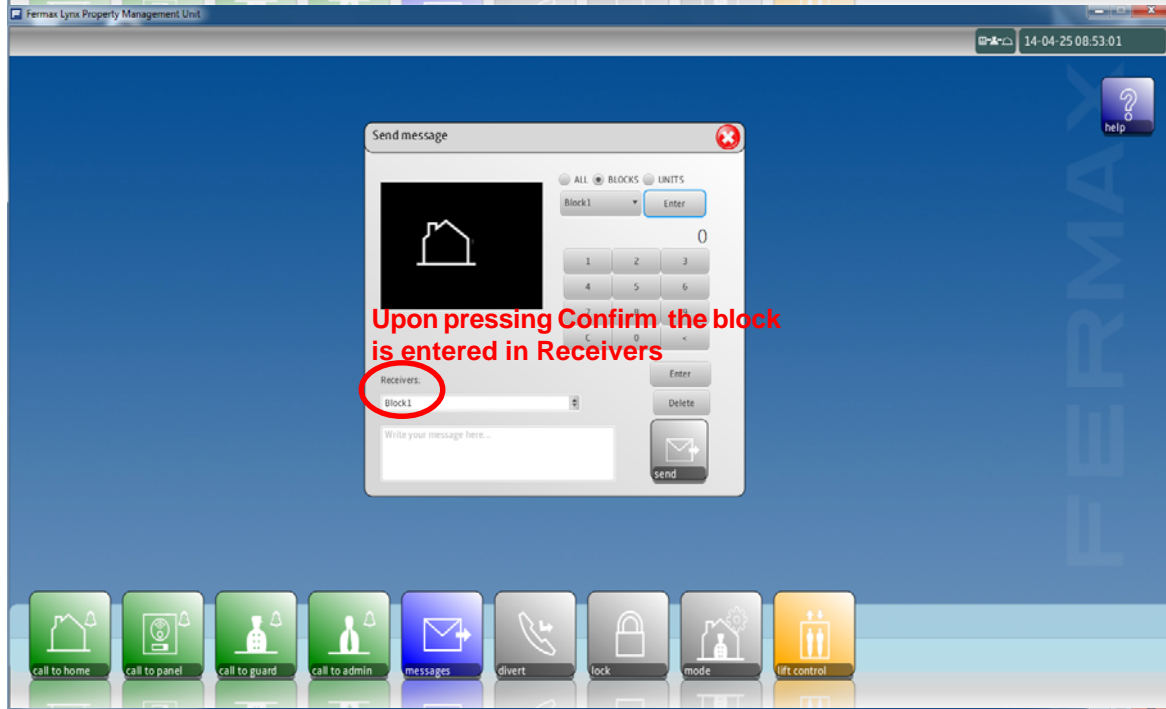 Fermax Lynx Property Management Unit
14-04-25 08:53:01
help
FERMAX
Send message
ALL BLOCKS UNITS
Block1 Enter
0
1 2 3
4 5 6
7 8
C 0 <
Upon pressing Confirm the block
is entered in Receivers
Receivers:
Enter
Block1
Delete
Write your message here...
send
call to home call to panel call to guard call to admin messages divert lock mode lift control